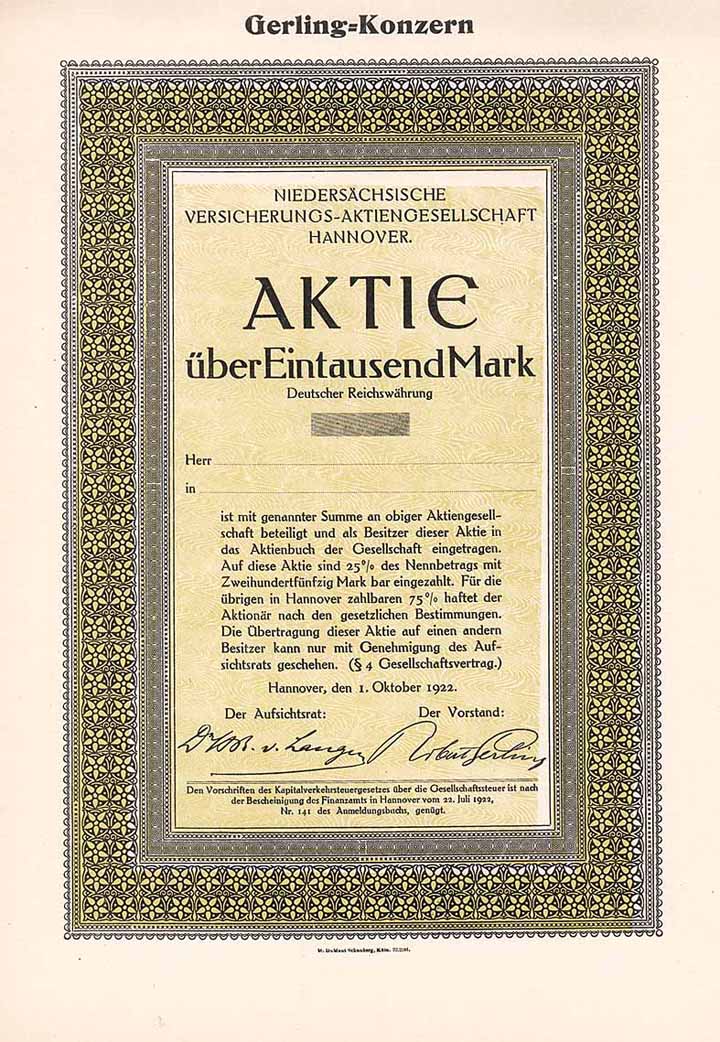 Gerling=Konzern
NIEDERSÄCHSISCHE
VERSICHERUNGS-AKTIENGESELLSCHAFT
HANNOVER.
AKTIE
über Eintausend Mark
Deutscher Reichswährung
Herr
in
ist mit genannter Summe an obiger Aktiengesell-
schaft beteiligt und als Besitzer dieser Aktie in
das Aktienbuch der Gesellschaft eingetragen.
Auf diese Aktie sind 25% des Nennbetrags mit
Zweihundertfünfzig Mark bar eingezahlt. Für die
übrigen in Hannover zahlbaren 75% haftet der
Aktionär nach den gesetzlichen Bestimmungen.
Die Übertragung dieser Aktie auf einen andern
Besitzer kann nur mit Genehmigung des Auf-
sichtsrats geschehen. (§ 4 Gesellschaftsvertrag.)
Hannover, den 1. Oktober 1922.
Der Aufsichtsrat: Der Vorstand:
v. Langen Robert Gerling
Den Vorschriften des Kapitalverkehrsteuergesetzes über die Gesellschaftssteuer ist nach
der Bescheinigung des Finanzamts in Hannover vom 22. Juli 1922,
Nr. 141 des Anmeldungsbuchs, genügt.